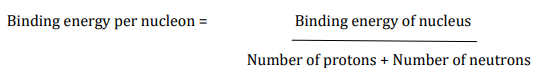 Binding energy per nucleon =
Binding energy of nucleus
Number of protons + Number of neutrons